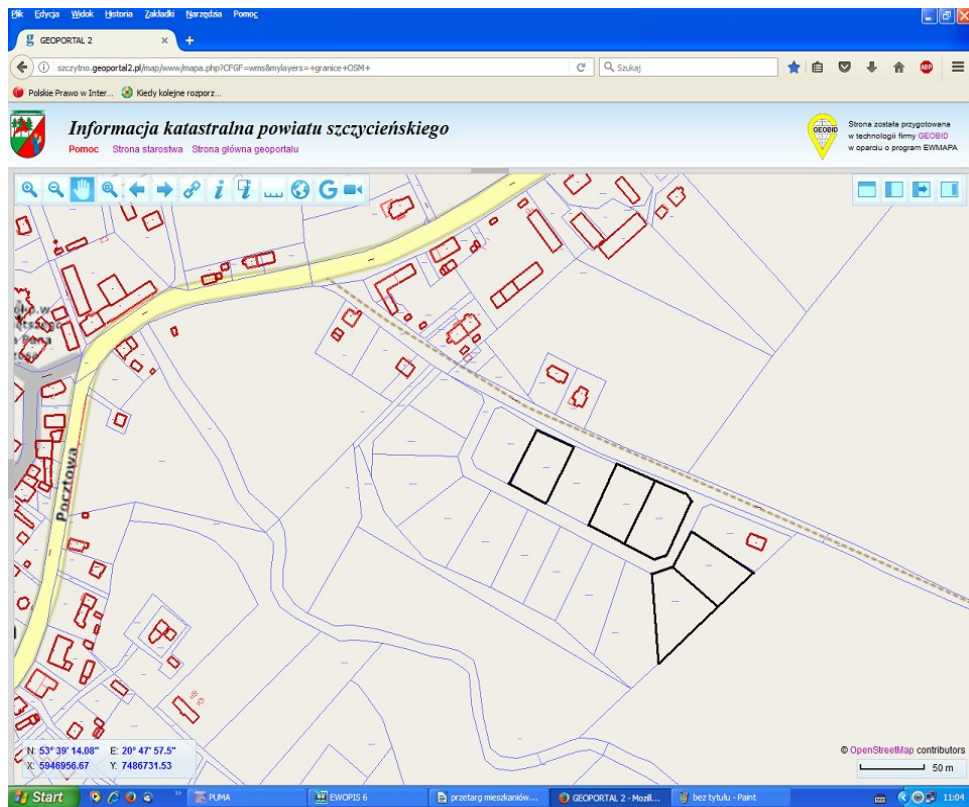 Plik Edycja Widok Historia Zakładki Narzędzia Pomoc
GEOPORTAL 2
szczytno.geoportal2.pl/map/www/mapa.php?CFGF=wms&mylayers=+granice+OSM+
Szukaj
Polskie Prawo w Inter...
Kiedy kolejne rozporz...
Informacja katastralna powiatu szczycieńskiego
Pomoc Strona starostwa Strona główna geoportalu
GEOBID
Strona została przygotowana
w technologii firmy GEOBID
w oparciu o program EWMAPA
Pocztowa
N: 53° 39' 14.08" E: 20° 47' 57.5"
X: 5946956.67 Y: 7486731.53
© OpenStreetMap contributors
50 m
Start
PUMA
EWOPIS 6
przetarg mieszkaniów...
GEOPORTAL 2 - Mozill...
bez tytułu - Paint
11:04